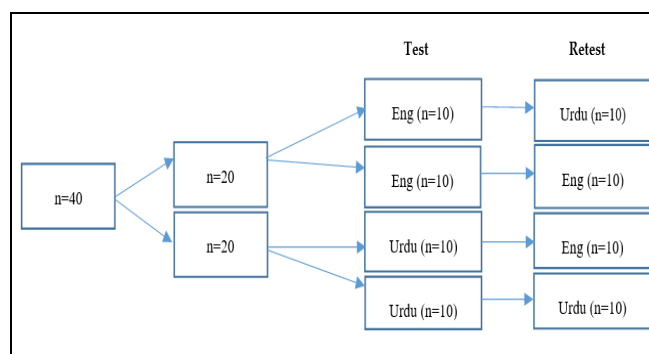 Test Retest
Eng (n=10) Urdu (n=10)
n=20
Eng (n=10) Eng (n=10)
n=40
n=20
Urdu (n=10) Eng (n=10)
Urdu (n=10) Urdu (n=10)